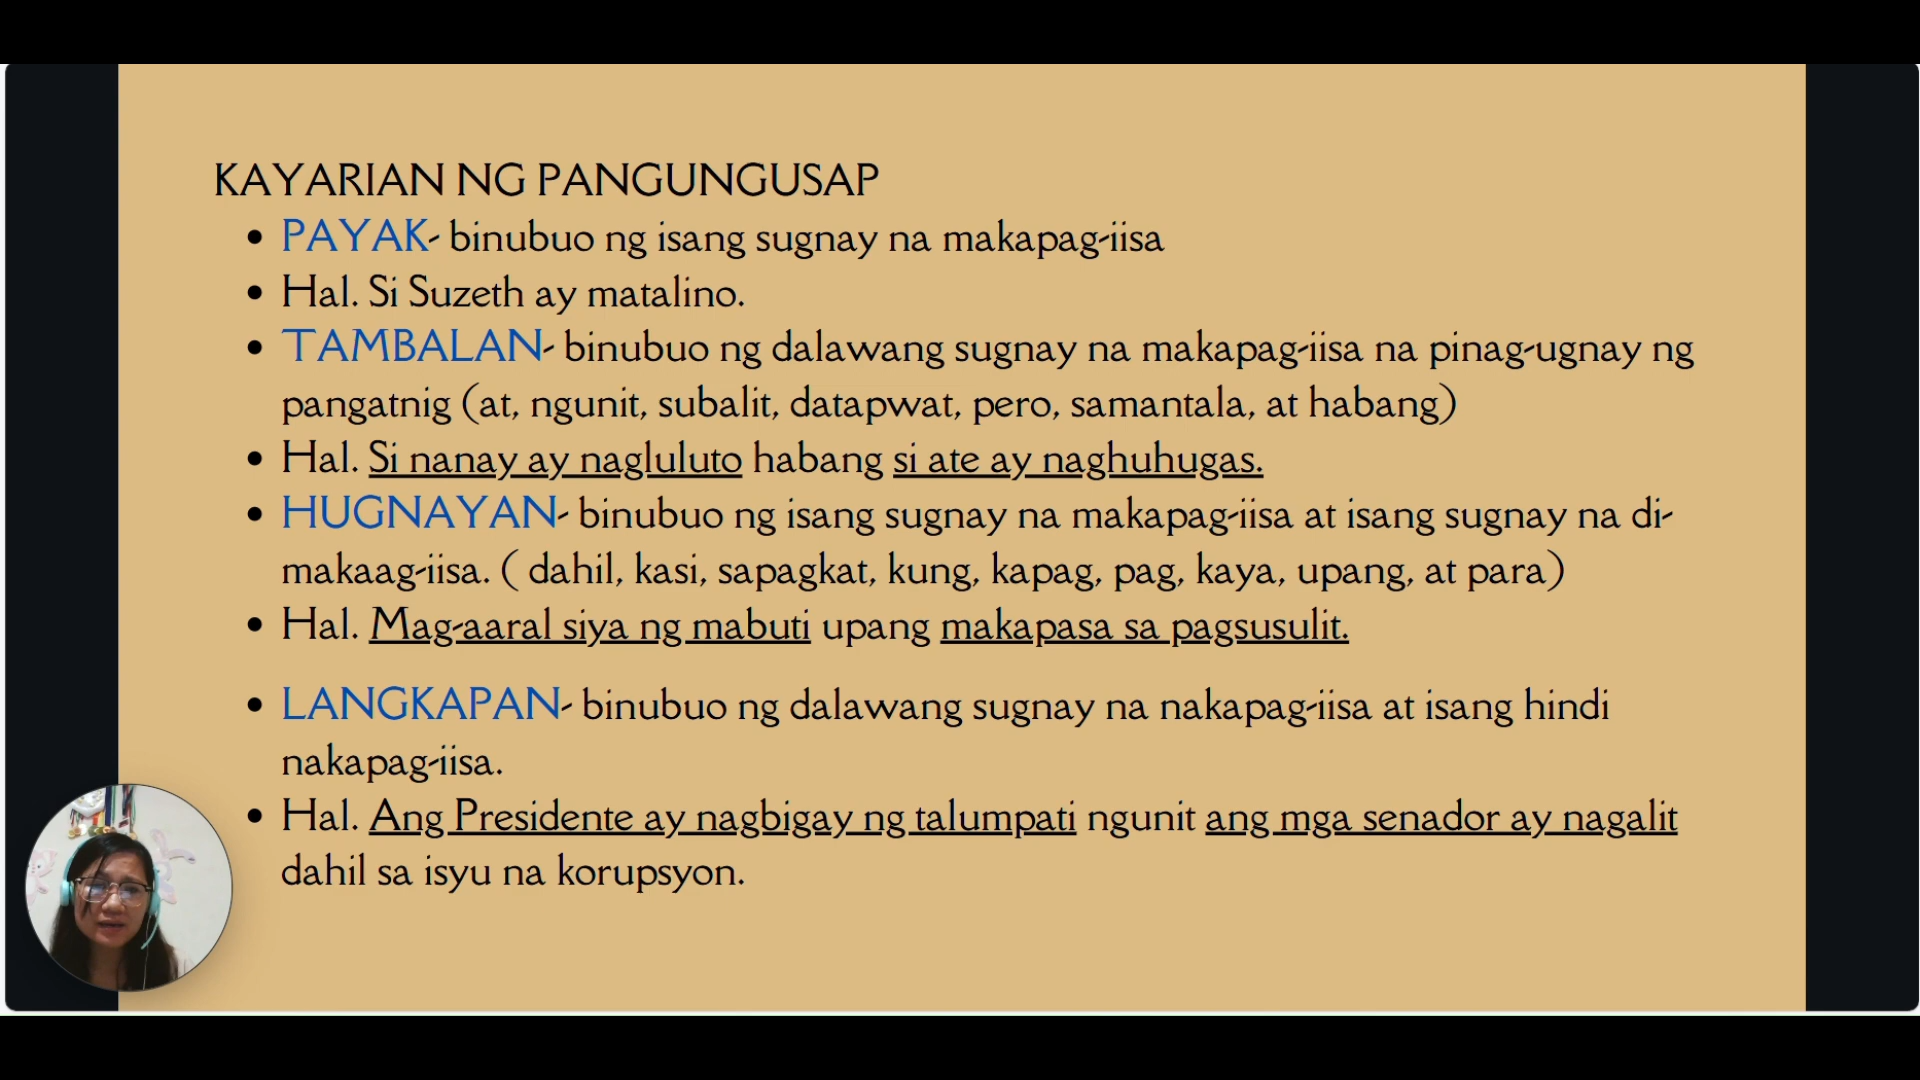 KAYARIAN NG PANGUNGUSAP
• PAYAK- binubuo ng isang sugnay na makapag-iisa
• Hal. Si Suzeth ay matalino.
• TAMBALAN- binubuo ng dalawang sugnay na makapag-iisa na pinag-ugnay ng
pangatnig (at, ngunit, subalit, datapwat, pero, samantala, at habang)
• Hal. Si nanay ay nagluluto habang si ate ay naghuhugas.
• HUGNAYAN- binubuo ng isang sugnay na makapag-iisa at isang sugnay na di-
makaag-iisa. ( dahil, kasi, sapagkat, kung, kapag, pag, kaya, upang, at para)
• Hal. Mag-aaral siya ng mabuti upang makapasa sa pagsusulit.
• LANGKAPAN- binubuo ng dalawang sugnay na nakapag-iisa at isang hindi
nakapag-iisa.
• Hal. Ang Presidente ay nagbigay ng talumpati ngunit ang mga senador ay nagalit
dahil sa isyu na korupsyon.